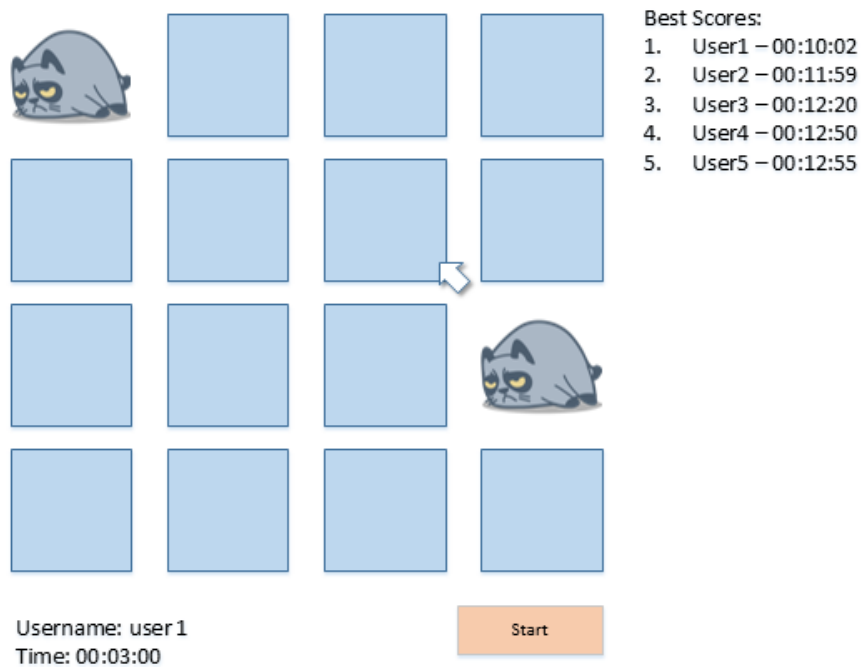 Best Scores:
1. User1 – 00:10:02
2. User2 – 00:11:59
3. User3 – 00:12:20
4. User4 – 00:12:50
5. User5 – 00:12:55
Username: user 1
Time: 00:03:00
Start